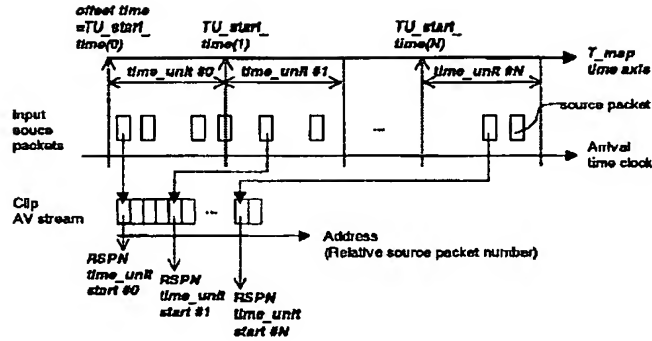 offset time
=TU_start_
time(0)
TU_start_
time(1)
TU_start_
time(N)
T_map
time axis
time_unit #0
time_unit #1
time_unit #N
source packet
Input
souce
packets
...
Arrival
time clock
Clip
AV stream
...
Address
(Relative source packet number)
RSPN
time_unit
start #0
RSPN
time_unit
start #1
RSPN
time_unit
start #N